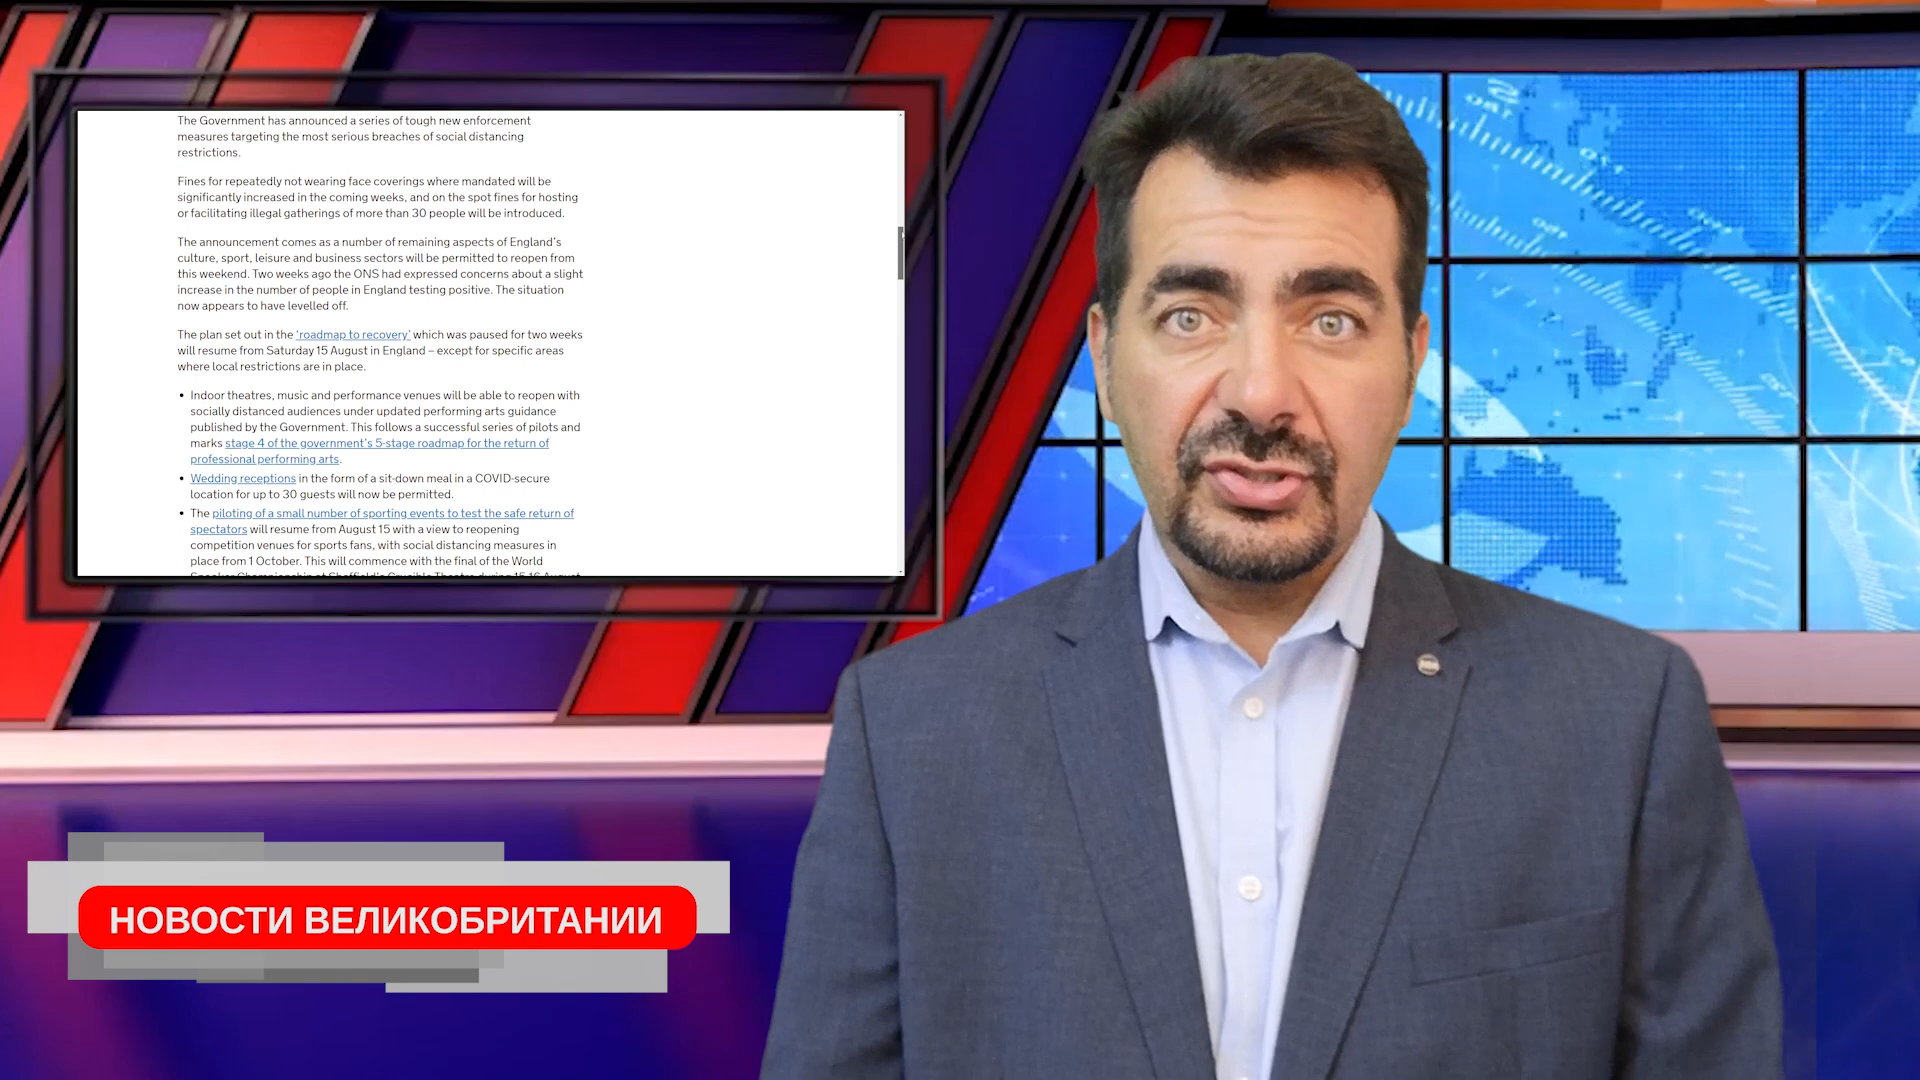 The Government has announced a series of tough new enforcement
measures targeting the most serious breaches of social distancing
restrictions.
Fines for repeatedly not wearing face coverings where mandated will be
significantly increased in the coming weeks, and on the spot fines for hosting
or facilitating illegal gatherings of more than 30 people will be introduced.
The announcement comes as a number of remaining aspects of England's
culture, sport, leisure and business sectors will be permitted to reopen from
this weekend. Two weeks ago the ONS had expressed concerns about a slight
increase in the number of people in England testing positive. The situation
now appears to have levelled off.
The plan set out in the 'roadmap to recovery' which was paused for two weeks
will resume from Saturday 15 August in England – except for specific areas
where local restrictions are in place.
• Indoor theatres, music and performance venues will be able to reopen with
socially distanced audiences under updated performing arts guidance
published by the Government. This follows a successful series of pilots and
marks stage 4 of the government's 5-stage roadmap for the return of
professional performing arts.
• Wedding receptions in the form of a sit-down meal in a COVID-secure
location for up to 30 guests will now be permitted.
• The piloting of a small number of sporting events to test the safe return of
spectators will resume from August 15 with a view to reopening
competition venues for sports fans, with social distancing measures in
place from 1 October. This will commence with the final of the World
НОВОСТИ ВЕЛИКОБРИТАНИИ